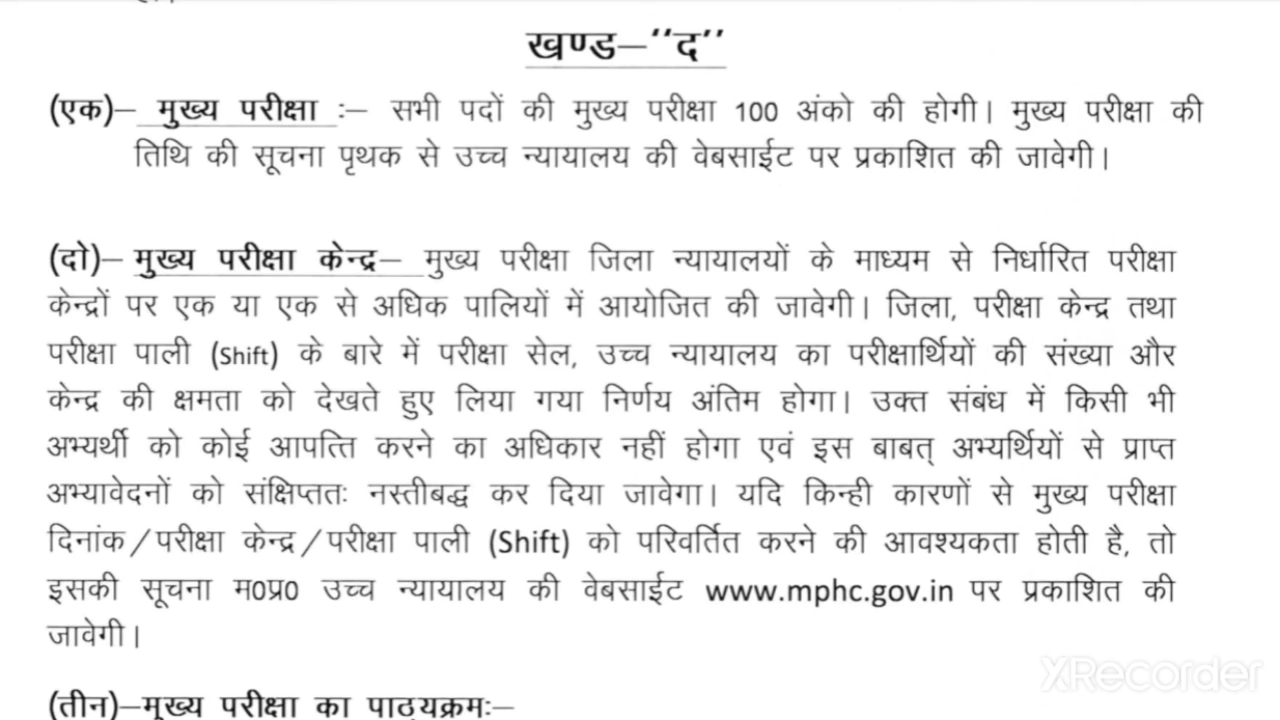 खण्ड–"द"
(एक)– मुख्य परीक्षा :– सभी पदों की मुख्य परीक्षा 100 अंको की होगी। मुख्य परीक्षा की
तिथि की सूचना पृथक से उच्च न्यायालय की वेबसाईट पर प्रकाशित की जावेगी।
(दो)– मुख्य परीक्षा केन्द्र– मुख्य परीक्षा जिला न्यायालयों के माध्यम से निर्धारित परीक्षा
केन्द्रों पर एक या एक से अधिक पालियों में आयोजित की जावेगी। जिला, परीक्षा केन्द्र तथा
परीक्षा पाली (Shift) के बारे में परीक्षा सेल, उच्च न्यायालय का परीक्षार्थियों की संख्या और
केन्द्र की क्षमता को देखते हुए लिया गया निर्णय अंतिम होगा। उक्त संबंध में किसी भी
अभ्यर्थी को कोई आपत्ति करने का अधिकार नहीं होगा एवं इस बाबत् अभ्यर्थियों से प्राप्त
अभ्यावेदनों को संक्षिप्ततः नस्तीबद्ध कर दिया जावेगा। यदि किन्ही कारणों से मुख्य परीक्षा
दिनांक/परीक्षा केन्द्र/परीक्षा पाली (Shift) को परिवर्तित करने की आवश्यकता होती है, तो
इसकी सूचना म0प्र0 उच्च न्यायालय की वेबसाईट www.mphc.gov.in पर प्रकाशित की
जावेगी।
(तीन)–मुख्य परीक्षा का पाठ्यक्रमः–
XRecorder